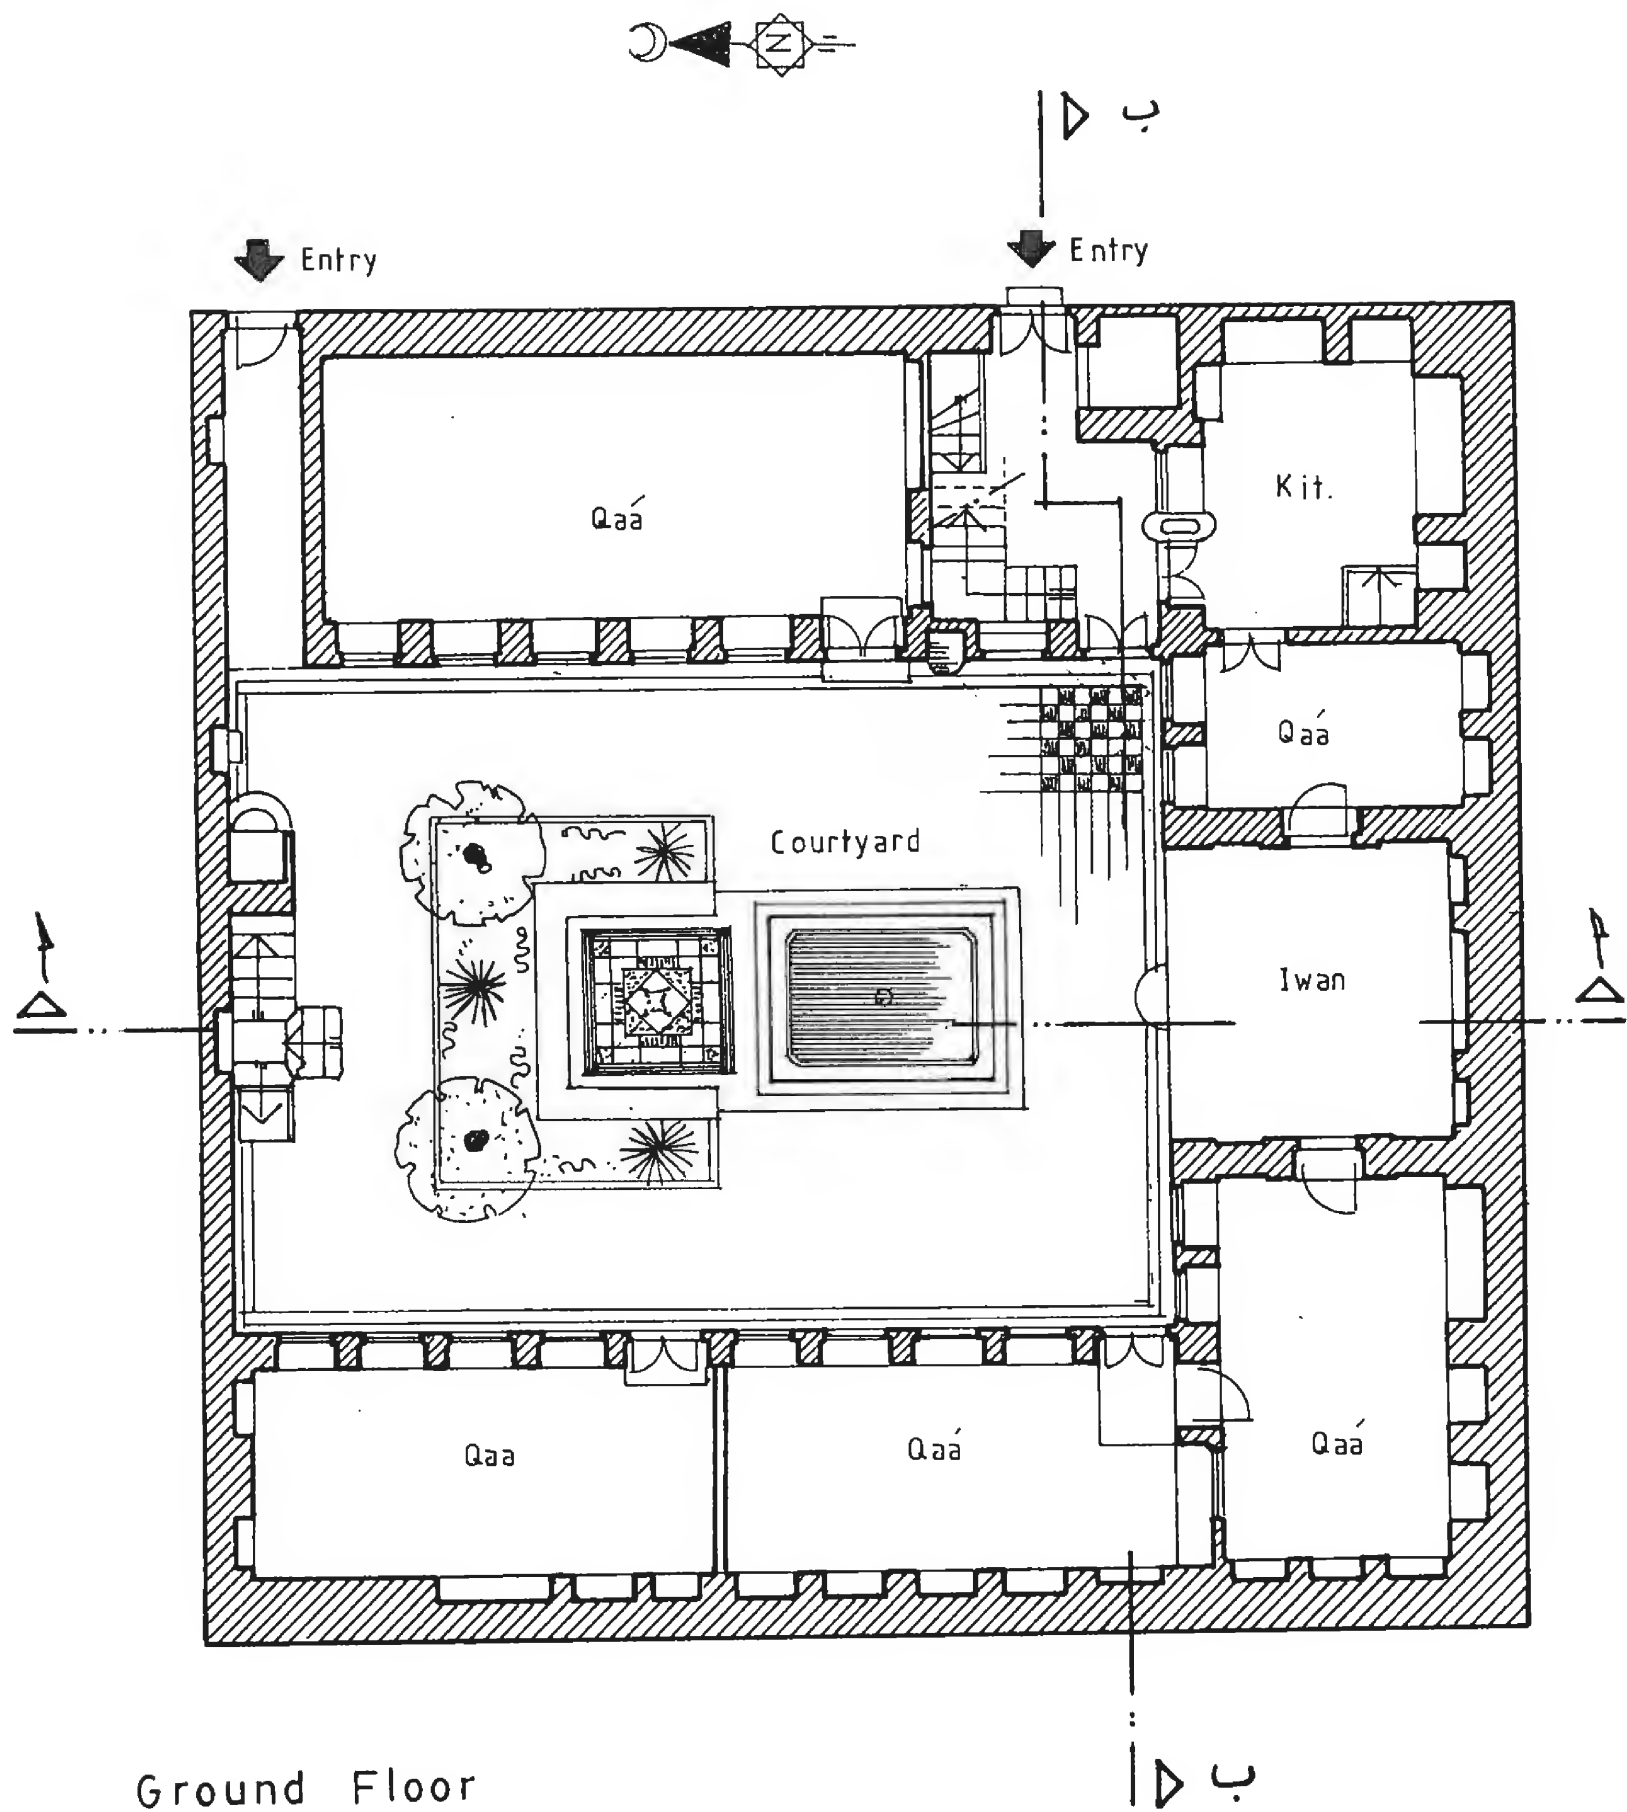 N
ب
Entry
Entry
Qaá
Kit.
Qaá
Courtyard
Iwan
Qaa
Qaá
Qaá
ب
Ground Floor